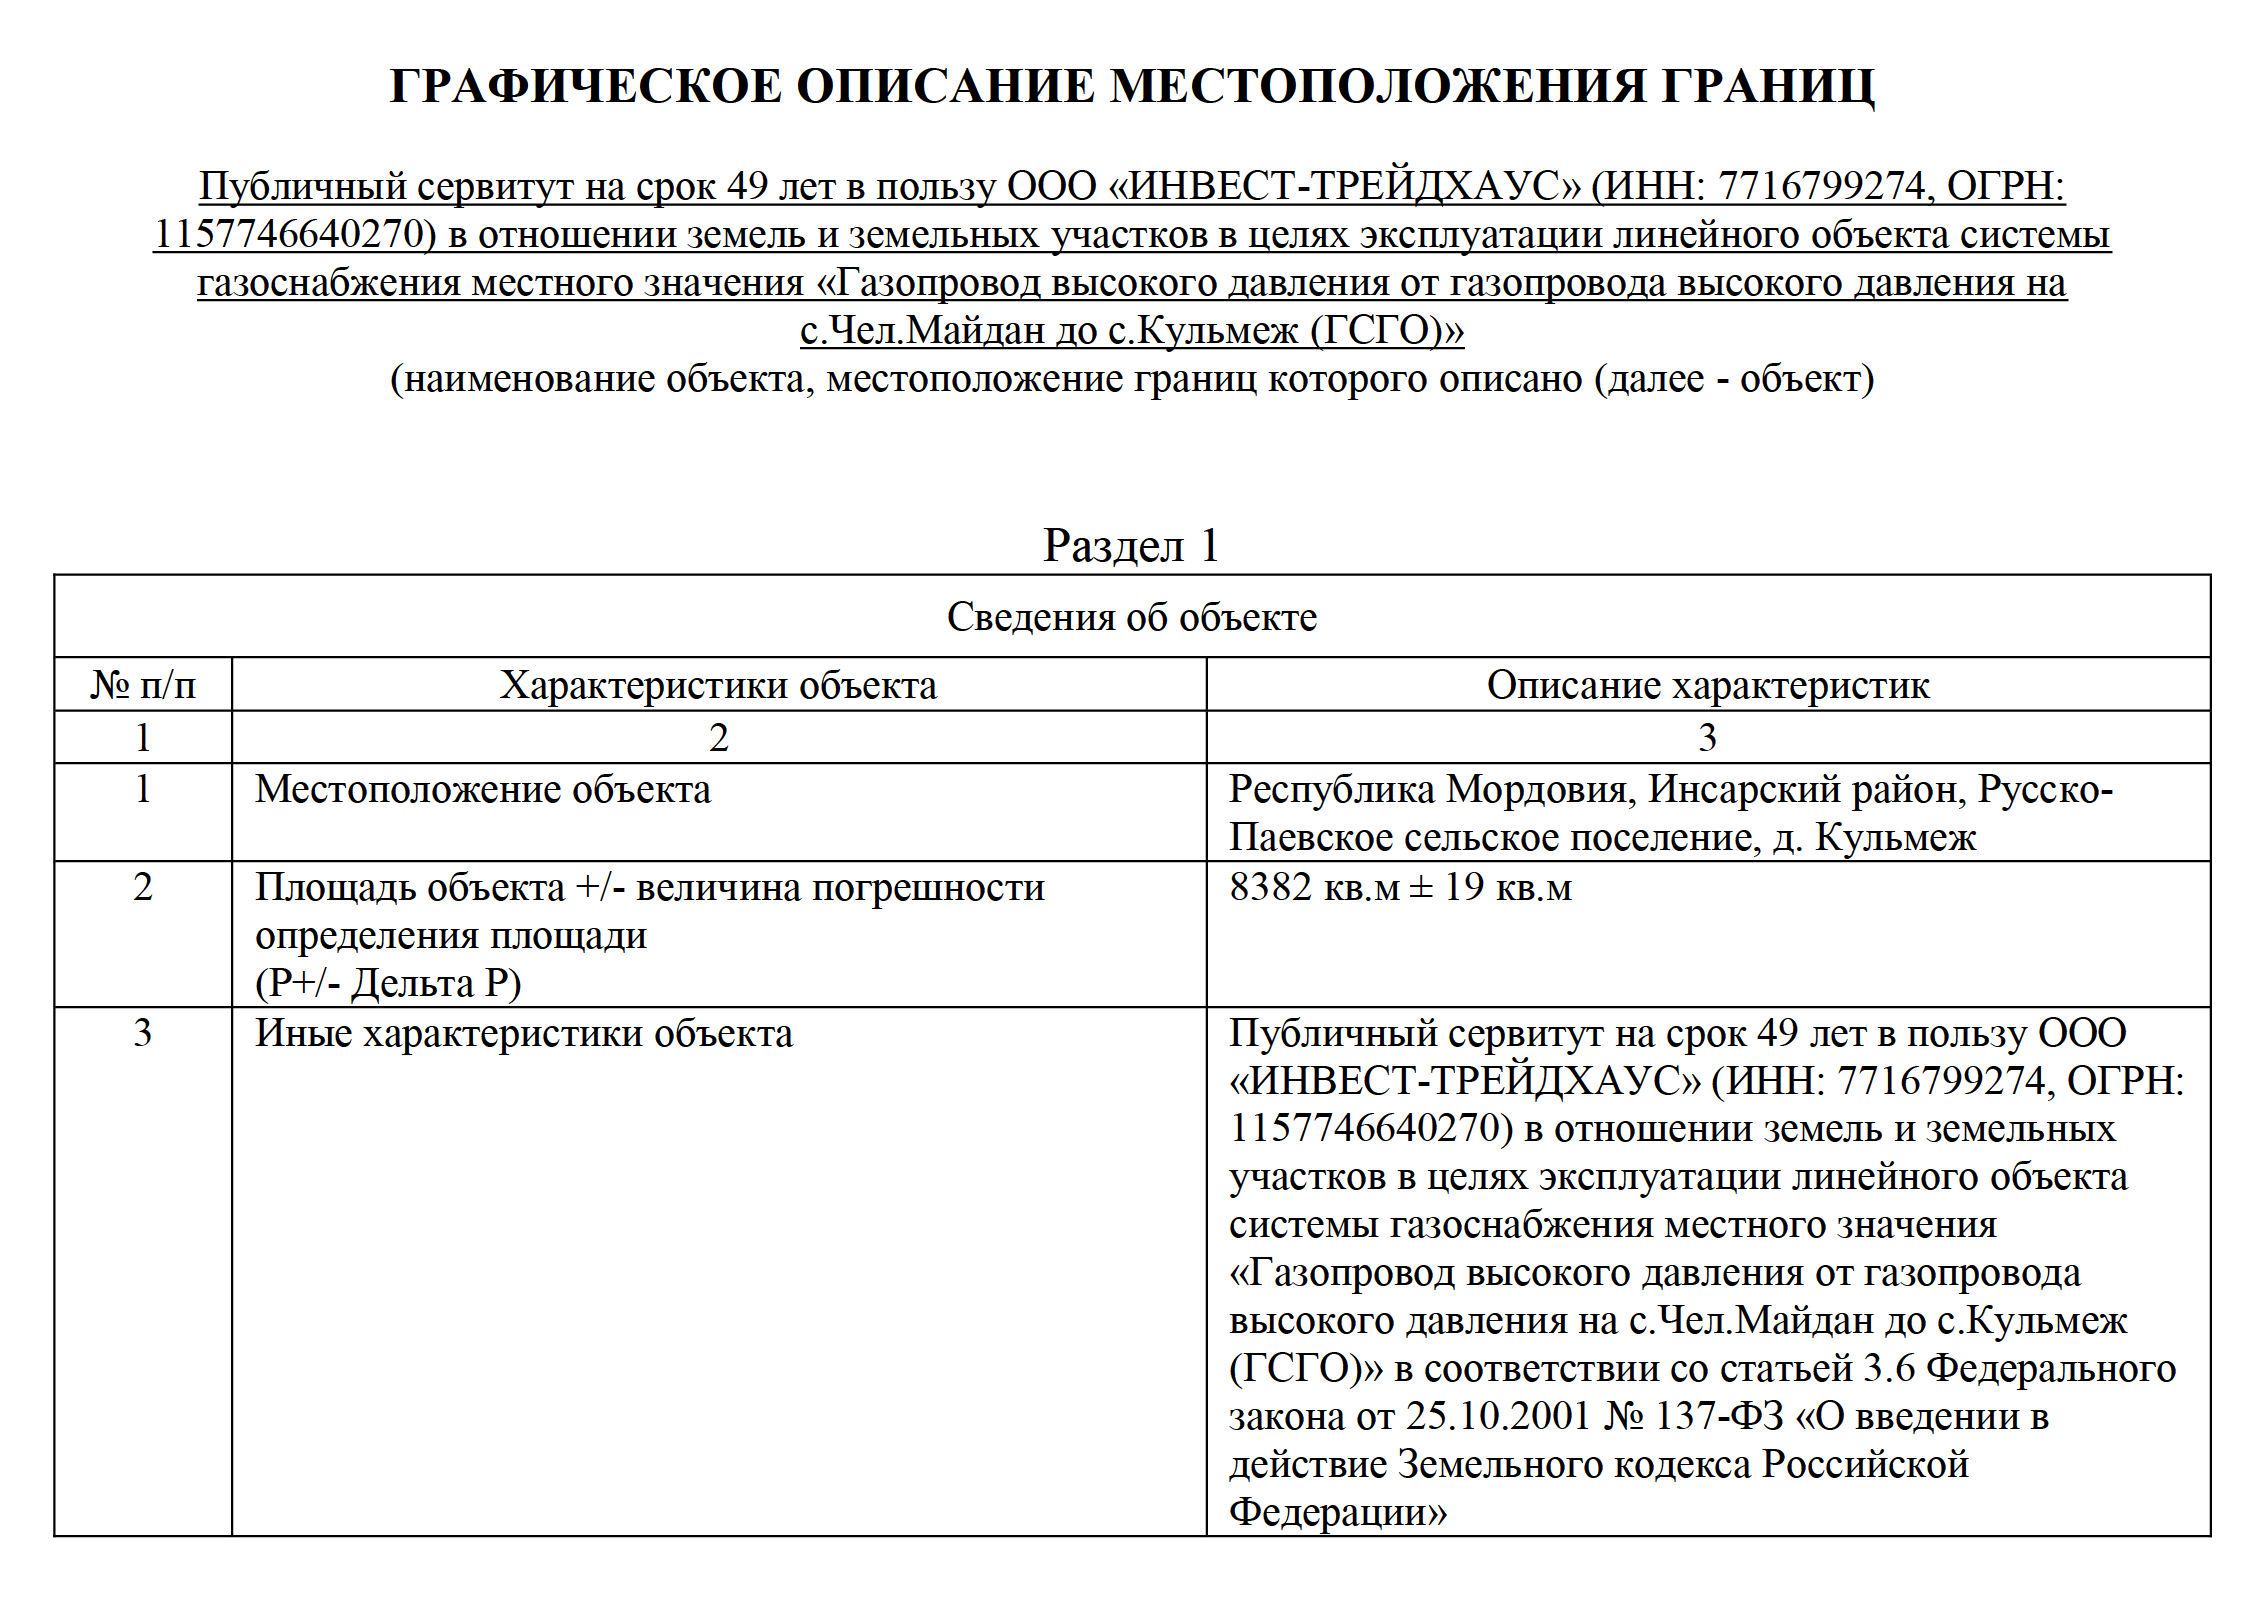 ГРАФИЧЕСКОЕ ОПИСАНИЕ МЕСТОПОЛОЖЕНИЯ ГРАНИЦ
Публичный сервитут на срок 49 лет в пользу ООО «ИНВЕСТ-ТРЕЙДХАУС» (ИНН: 7716799274, ОГРН:
1157746640270) в отношении земель и земельных участков в целях эксплуатации линейного объекта системы
газоснабжения местного значения «Газопровод высокого давления от газопровода высокого давления на
с.Чел.Майдан до с.Кульмеж (ГСГО)»
(наименование объекта, местоположение границ которого описано (далее - объект)
Раздел 1
Сведения об объекте
№ п/п Характеристики объекта Описание характеристик
1 2 3
1 Местоположение объекта Республика Мордовия, Инсарский район, Русско-
Паевское сельское поселение, д. Кульмеж
2 Площадь объекта +/- величина погрешности 8382 кв.м ± 19 кв.м
определения площади
(Р+/- Дельта Р)
3 Иные характеристики объекта Публичный сервитут на срок 49 лет в пользу ООО
«ИНВЕСТ-ТРЕЙДХАУС» (ИНН: 7716799274, ОГРН:
1157746640270) в отношении земель и земельных
участков в целях эксплуатации линейного объекта
системы газоснабжения местного значения
«Газопровод высокого давления от газопровода
высокого давления на с.Чел.Майдан до с.Кульмеж
(ГСГО)» в соответствии со статьей 3.6 Федерального
закона от 25.10.2001 № 137-ФЗ «О введении в
действие Земельного кодекса Российской
Федерации»